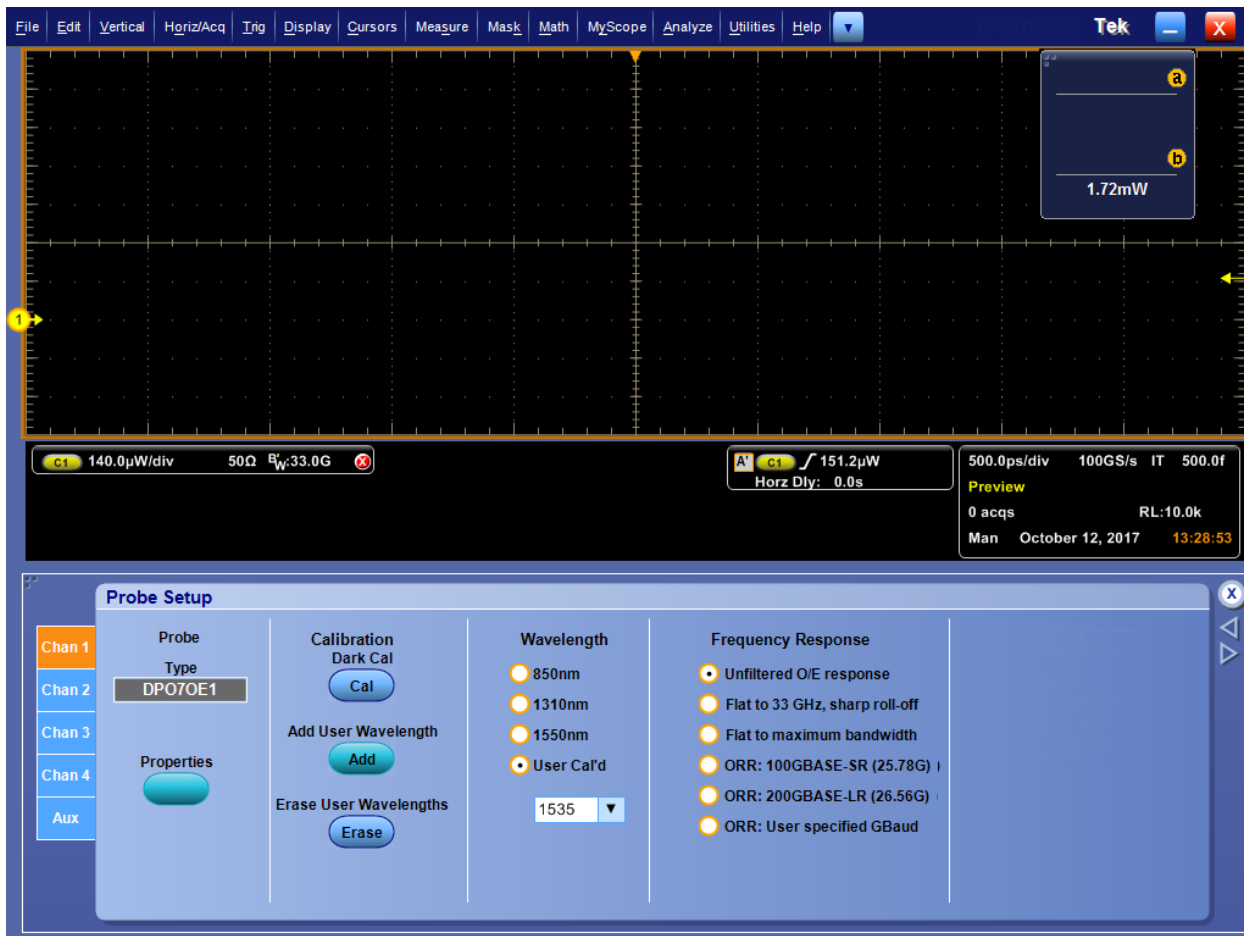 File Edit Vertical Horiz/Acq Trig Display Cursors Measure Mask Math MyScope Analyze Utilities Help Tek X
a
b
1.72mW
1
C1 140.0µW/div 50Ω B'W:33.0G
A' C1 151.2µW
Horz Dly: 0.0s
500.0ps/div 100GS/s IT 500.0f
Preview
0 acqs RL:10.0k
Man October 12, 2017 13:28:53
Probe Setup
X
Chan 1
Chan 2
Chan 3
Chan 4
Aux
Probe
Type
DPO7OE1
Properties
Calibration
Dark Cal
Cal
Add User Wavelength
Add
Erase User Wavelengths
Erase
Wavelength
850nm
1310nm
1550nm
User Cal'd
1535
Frequency Response
Unfiltered O/E response
Flat to 33 GHz, sharp roll-off
Flat to maximum bandwidth
ORR: 100GBASE-SR (25.78G)
ORR: 200GBASE-LR (26.56G)
ORR: User specified GBaud